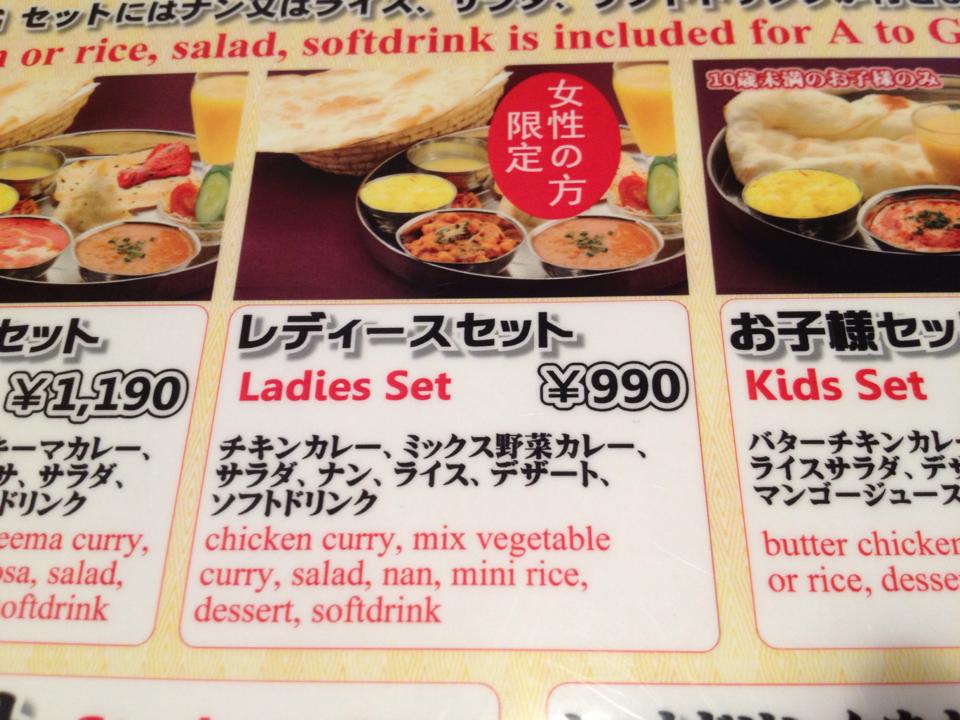 セットにはナン又はライス、サラダ、ソフトドリンクが付き
or rice, salad, softdrink is included for A to G
セット
¥1,190
キーマカレー、
サ、サラダ、
ドリンク
eema curry,
osa, salad,
oftdrink
女性の方
限定
レディースセット
Ladies Set ¥990
チキンカレー、ミックス野菜カレー、
サラダ、ナン、ライス、デザート、
ソフトドリンク
chicken curry, mix vegetable
curry, salad, nan, mini rice,
dessert, softdrink
10歳未満のお子様のみ
お子様セッ
Kids Set
バターチキンカレー
ライスサラダ、デザ
マンゴージュース
butter chicken
or rice, desse